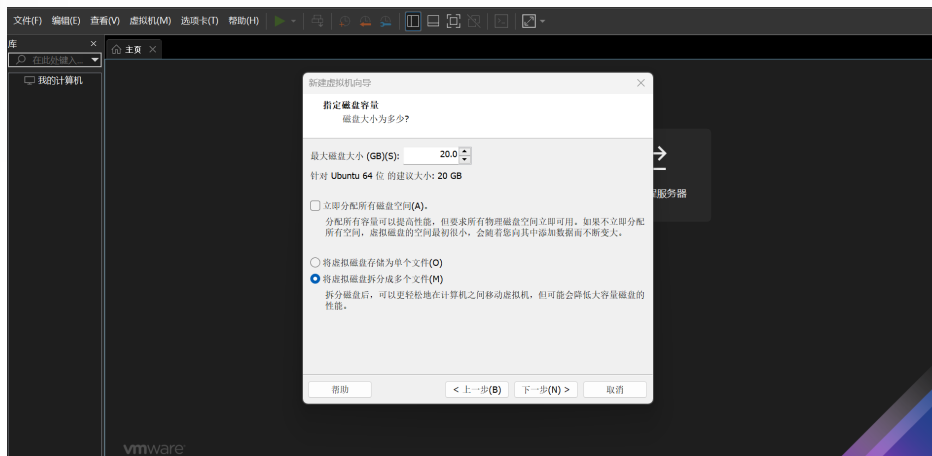 文件(F) 编辑(E) 查看(V) 虚拟机(M) 选项卡(T) 帮助(H)
库
在此处键入...
主页
我的计算机
新建虚拟机向导
指定磁盘容量
磁盘大小为多少?
最大磁盘大小 (GB)(S): 20.0
针对 Ubuntu 64 位 的建议大小: 20 GB
立即分配所有磁盘空间(A)。
分配所有容量可以提高性能，但要求所有物理磁盘空间立即可用。如果不立即分配
所有空间，虚拟磁盘的空间最初很小，会随着您向其中添加数据而不断变大。
将虚拟磁盘存储为单个文件(O)
将虚拟磁盘拆分成多个文件(M)
拆分磁盘后，可以更轻松地在计算机之间移动虚拟机，但可能会降低大容量磁盘的
性能。
服务器
帮助 < 上一步(B) 下一步(N) > 取消
vmware